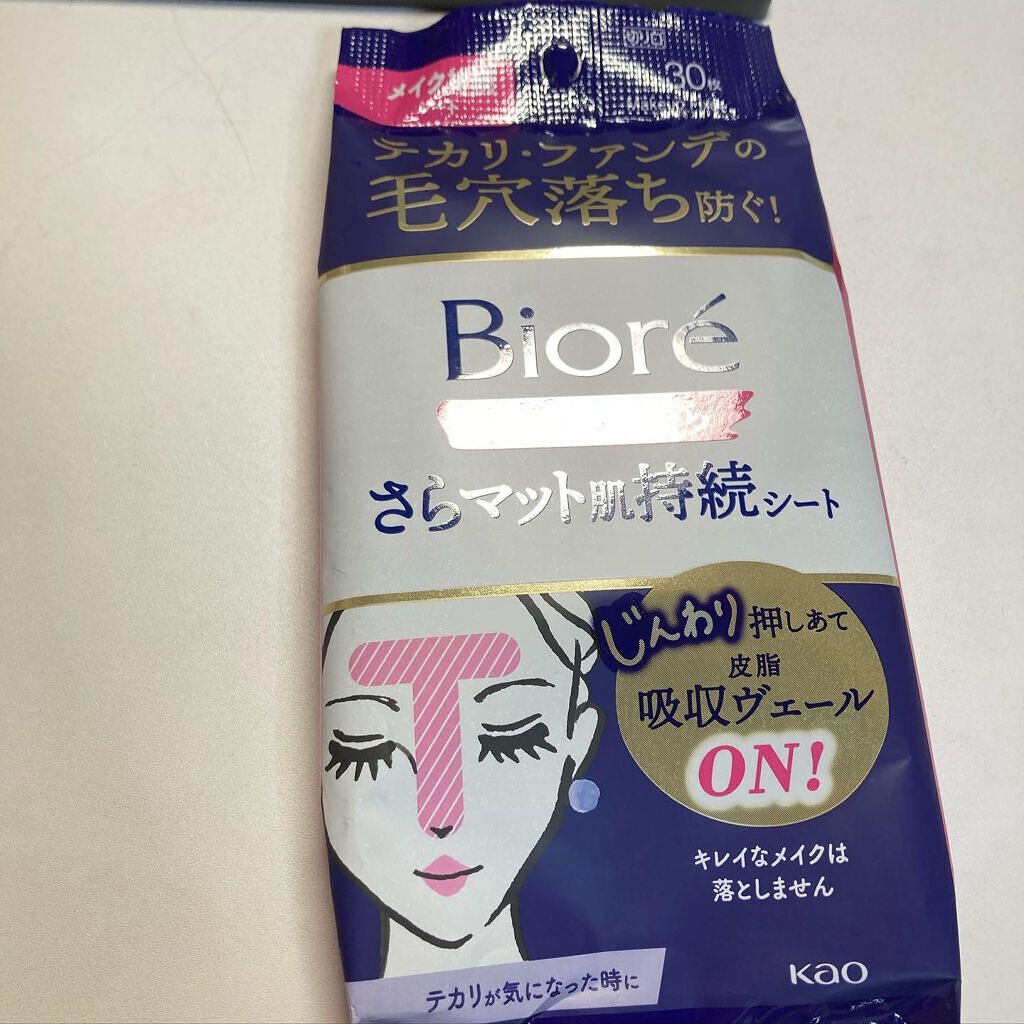 メイク
30枚
テカリ・ファンデの
毛穴落ち防ぐ!
Bioré
さらマット肌持続シート
じんわり押しあて
皮脂
吸収ヴェール
ON!
T
キレイなメイクは
落としません
Kao
テカリが気になった時に